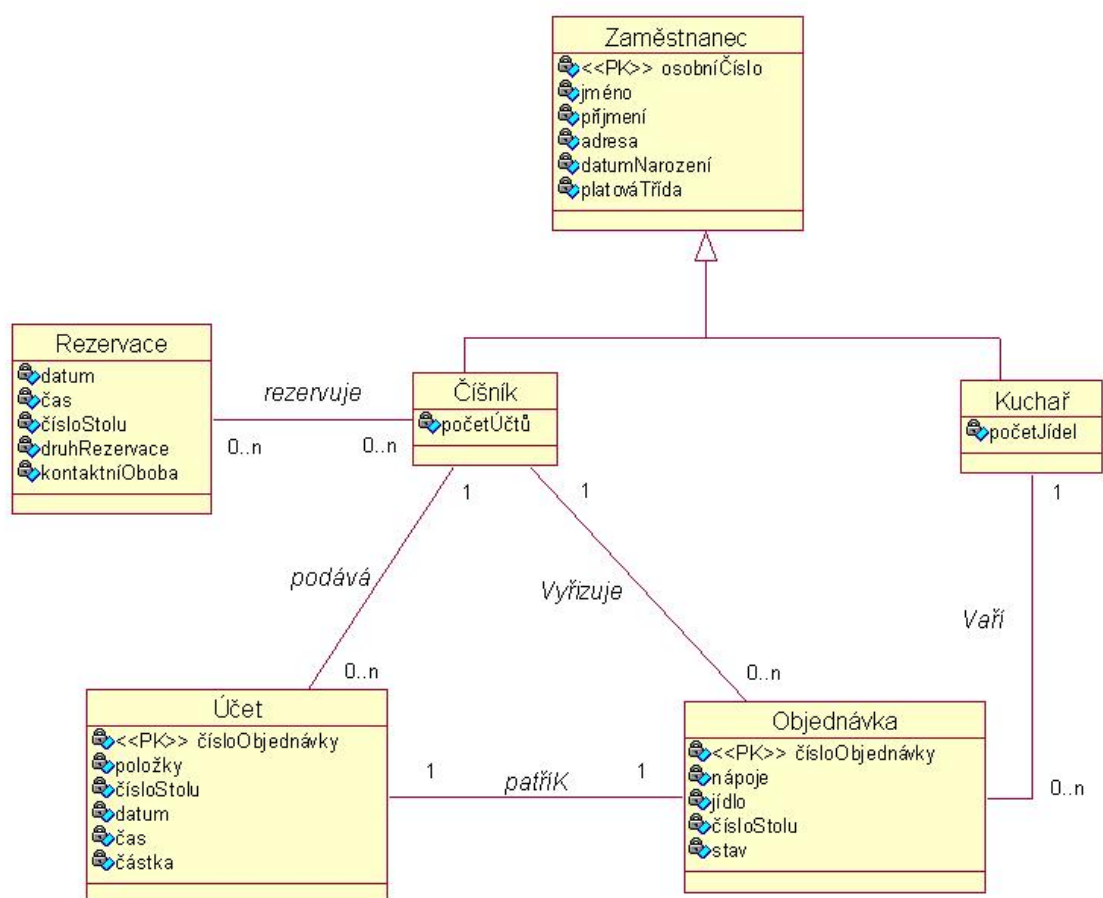 Zaměstnanec
<<PK>> osobníČíslo
jméno
příjmení
adresa
datumNarození
platováTřída
Rezervace
datum
čas
čísloStolu
druhRezervace
kontaktníOboba
rezervuje
0..n
0..n
Číšník
početÚčtů
Kuchař
početJídel
1
1
1
podává
Vyřizuje
Vaří
0..n
0..n
0..n
Účet
<<PK>> čísloObjednávky
položky
čísloStolu
datum
čas
částka
1
patříK
1
Objednávka
<<PK>> čísloObjednávky
nápoje
jídlo
čísloStolu
stav